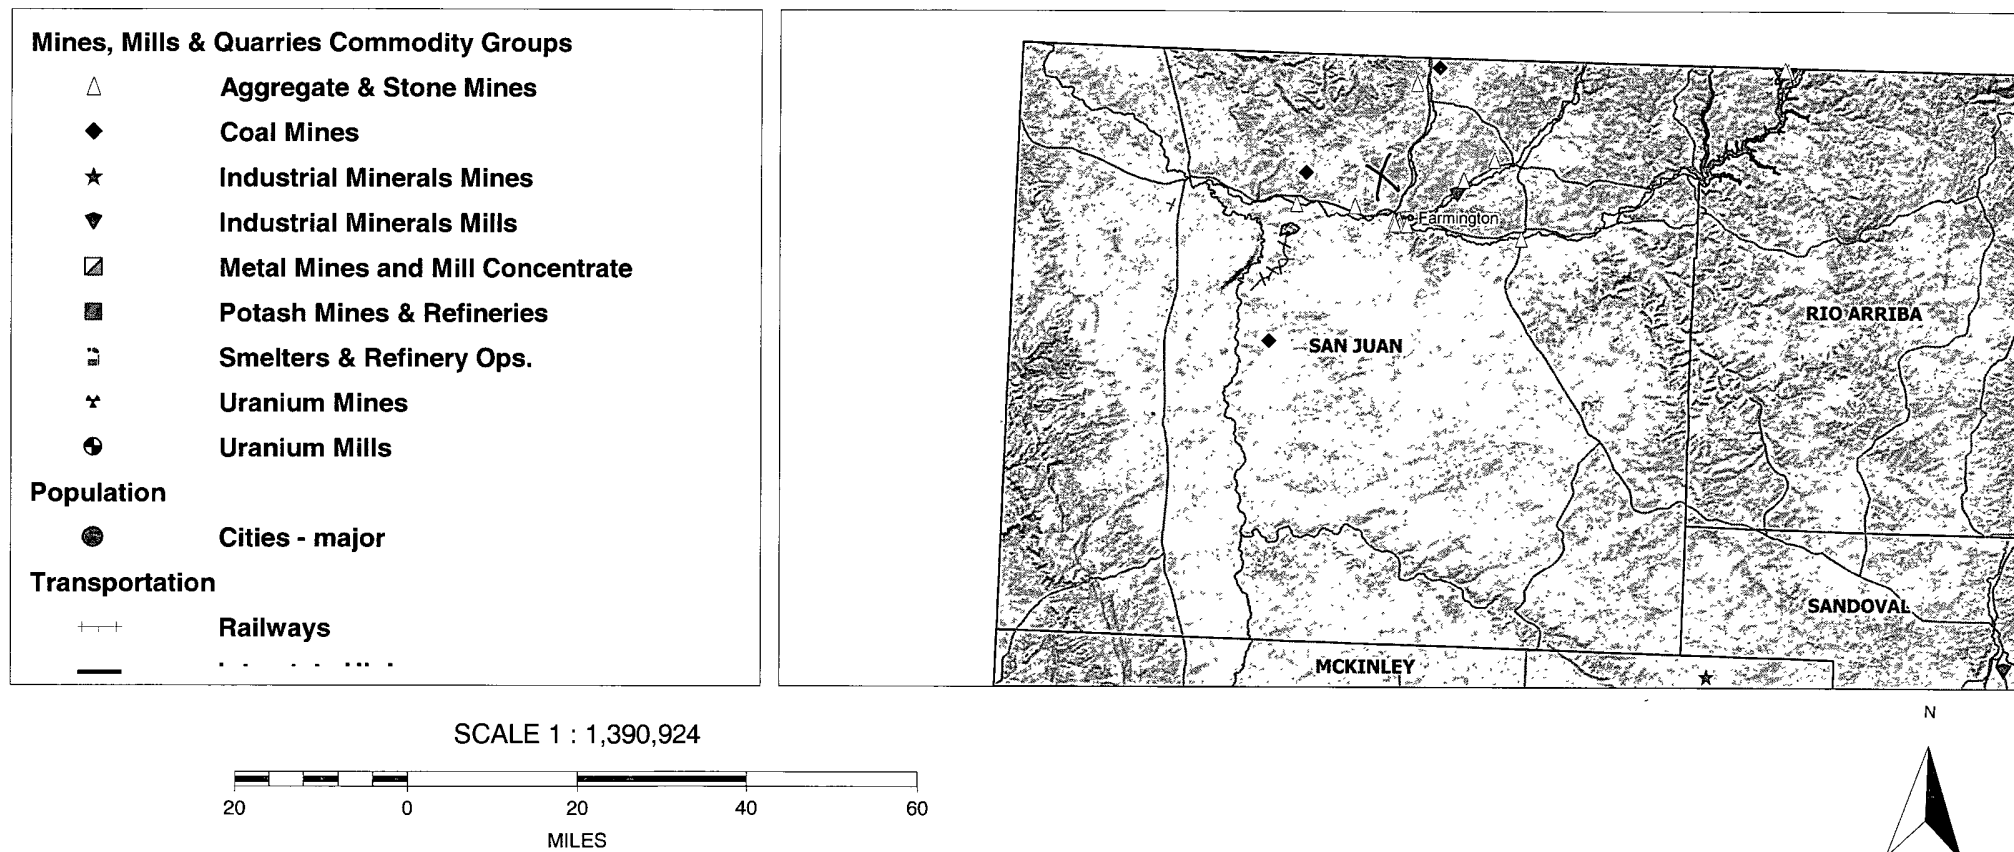 Mines, Mills & Quarries Commodity Groups
Aggregate & Stone Mines
Coal Mines
Industrial Minerals Mines
Industrial Minerals Mills
Metal Mines and Mill Concentrate
Potash Mines & Refineries
Smelters & Refinery Ops.
Uranium Mines
Uranium Mills
Population
Cities - major
Transportation
Railways
Farmington
RIO ARRIBA
SAN JUAN
SANDOVAL
MCKINLEY
SCALE 1 : 1,390,924
20 0 20 40 60
MILES
N